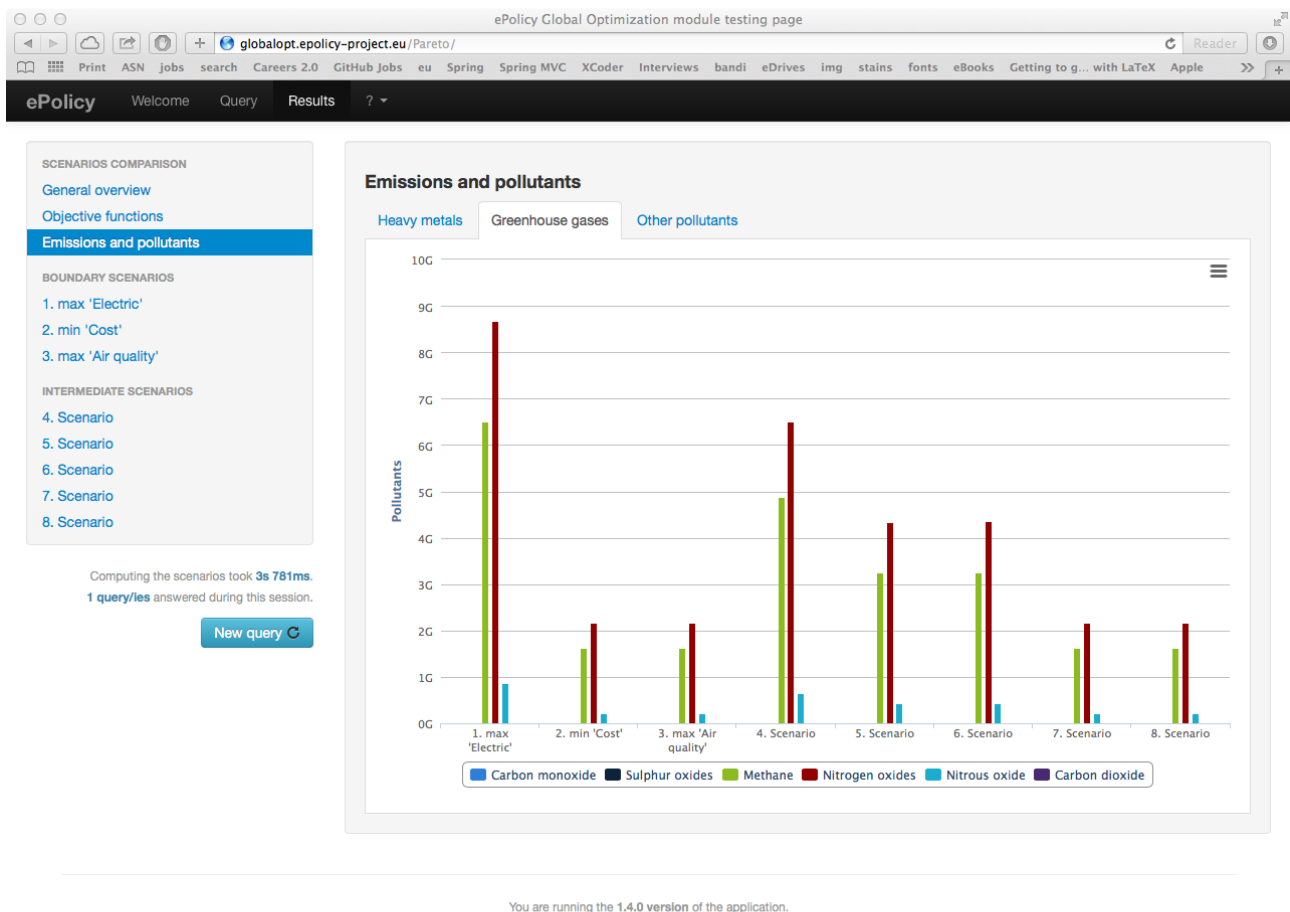 ePolicy Global Optimization module testing page
globalopt.epolicy-project.eu/Pareto/
Reader
Print ASN jobs search Careers 2.0 GitHub Jobs eu Spring Spring MVC XCoder Interviews bandi eDrives img stains fonts eBooks Getting to g... with LaTeX Apple
ePolicy Welcome Query Results ?
SCENARIOS COMPARISON
General overview
Objective functions
Emissions and pollutants
BOUNDARY SCENARIOS
1. max 'Electric'
2. min 'Cost'
3. max 'Air quality'
INTERMEDIATE SCENARIOS
4. Scenario
5. Scenario
6. Scenario
7. Scenario
8. Scenario
Computing the scenarios took 3s 781ms.
1 query/ies answered during this session.
New query
Emissions and pollutants
Heavy metals Greenhouse gases Other pollutants
10G
9G
8G
7G
6G
5G
4G
3G
2G
1G
0G
Pollutants
1. max 'Electric'
2. min 'Cost'
3. max 'Air quality'
4. Scenario
5. Scenario
6. Scenario
7. Scenario
8. Scenario
Carbon monoxide Sulphur oxides Methane Nitrogen oxides Nitrous oxide Carbon dioxide
You are running the 1.4.0 version of the application.